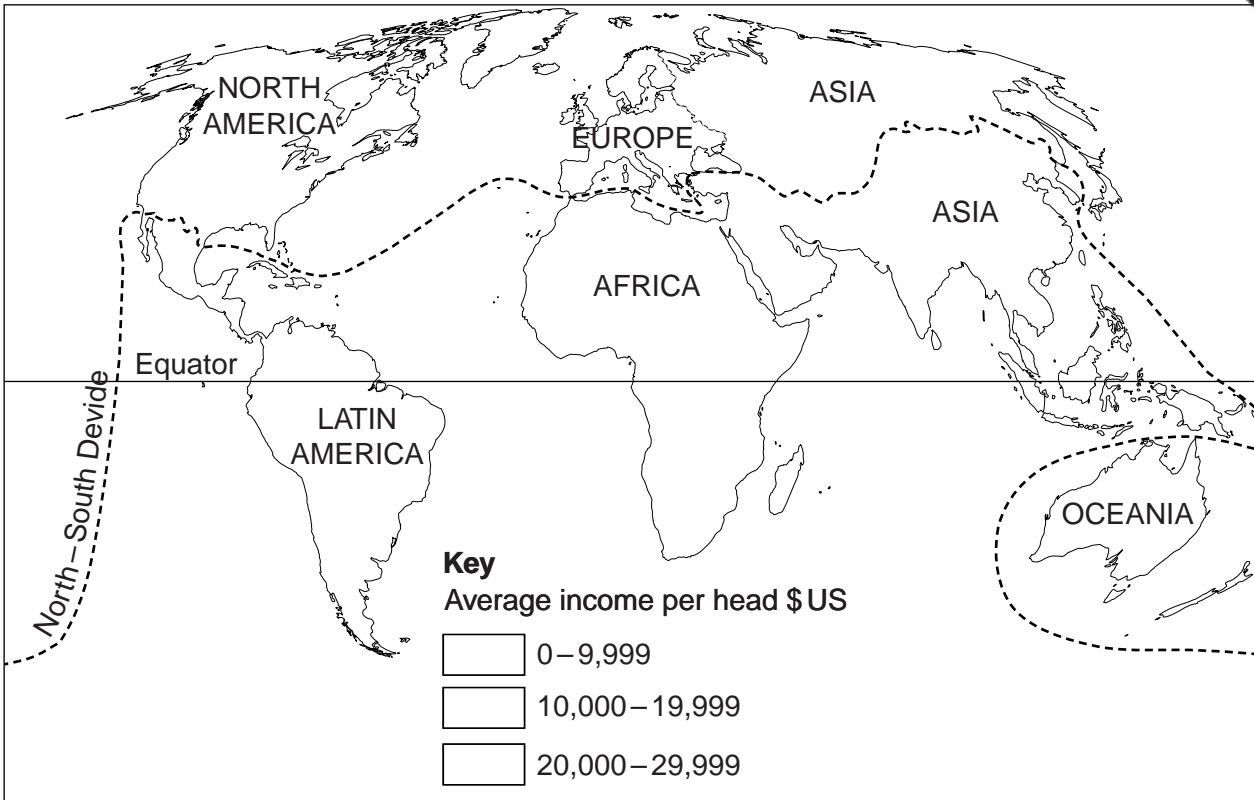 NORTH
AMERICA
EUROPE
ASIA
ASIA
AFRICA
Equator
LATIN
AMERICA
North–South Devide
OCEANIA
Key
Average income per head $US
0–9,999
10,000–19,999
20,000–29,999